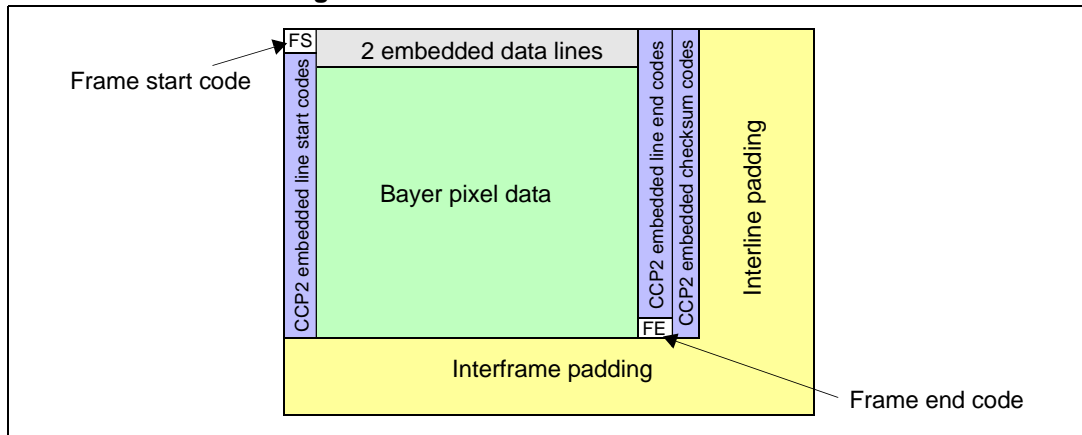 FS
2 embedded data lines
Frame start code
CCP2 embedded line start codes
Bayer pixel data
CCP2 embedded line end codes
CCP2 embedded checksum codes
Interline padding
FE
Interframe padding
Frame end code